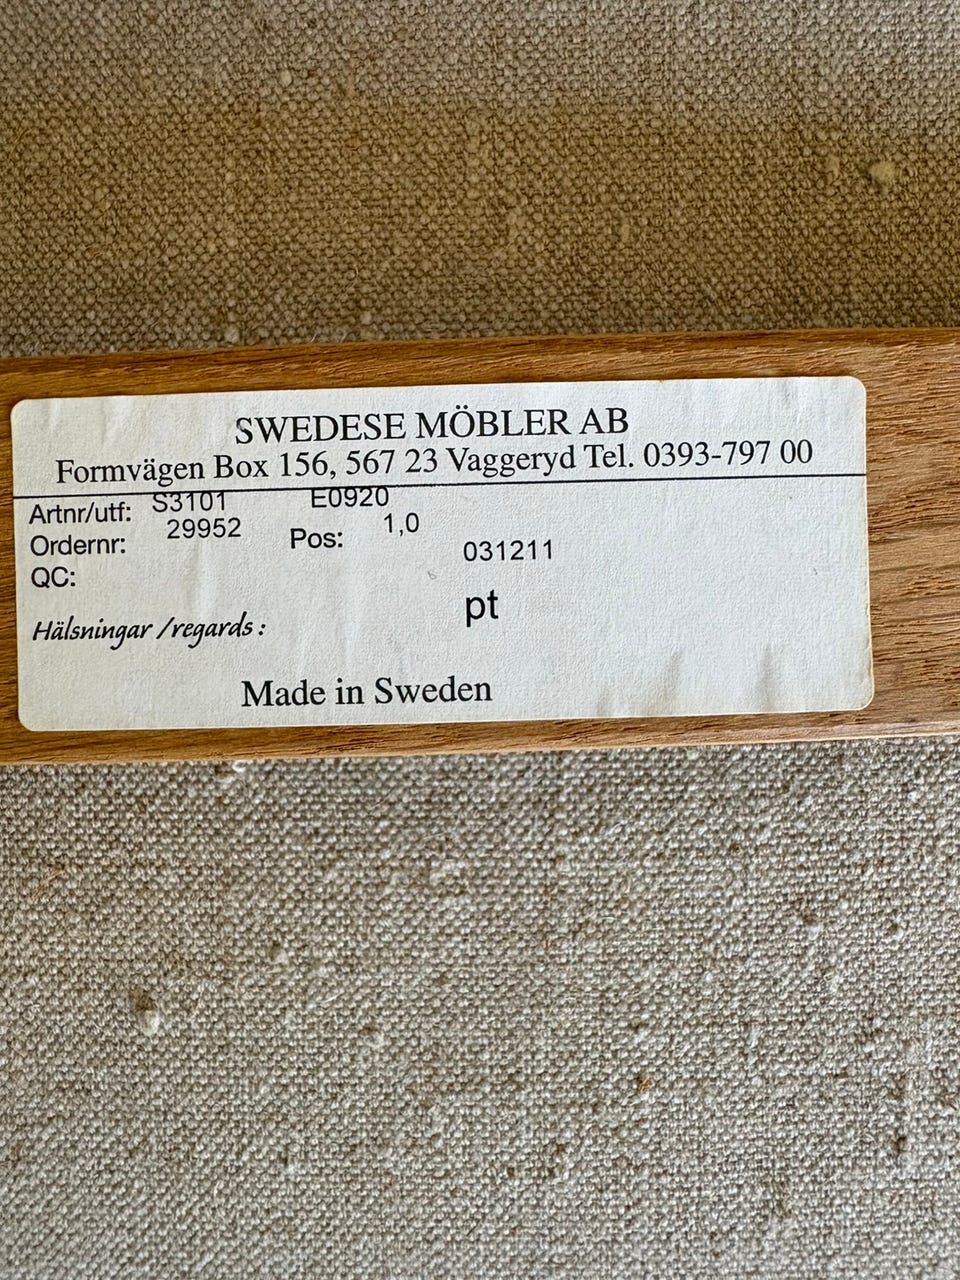 SWEDESE MÖBLER AB
Formvägen Box 156, 567 23 Vaggeryd Tel. 0393-797 00
Artnr/utf: S3101 E0920
Ordernr: 29952 Pos: 1,0
QC: 031211
pt
Hälsningar /regards :
Made in Sweden